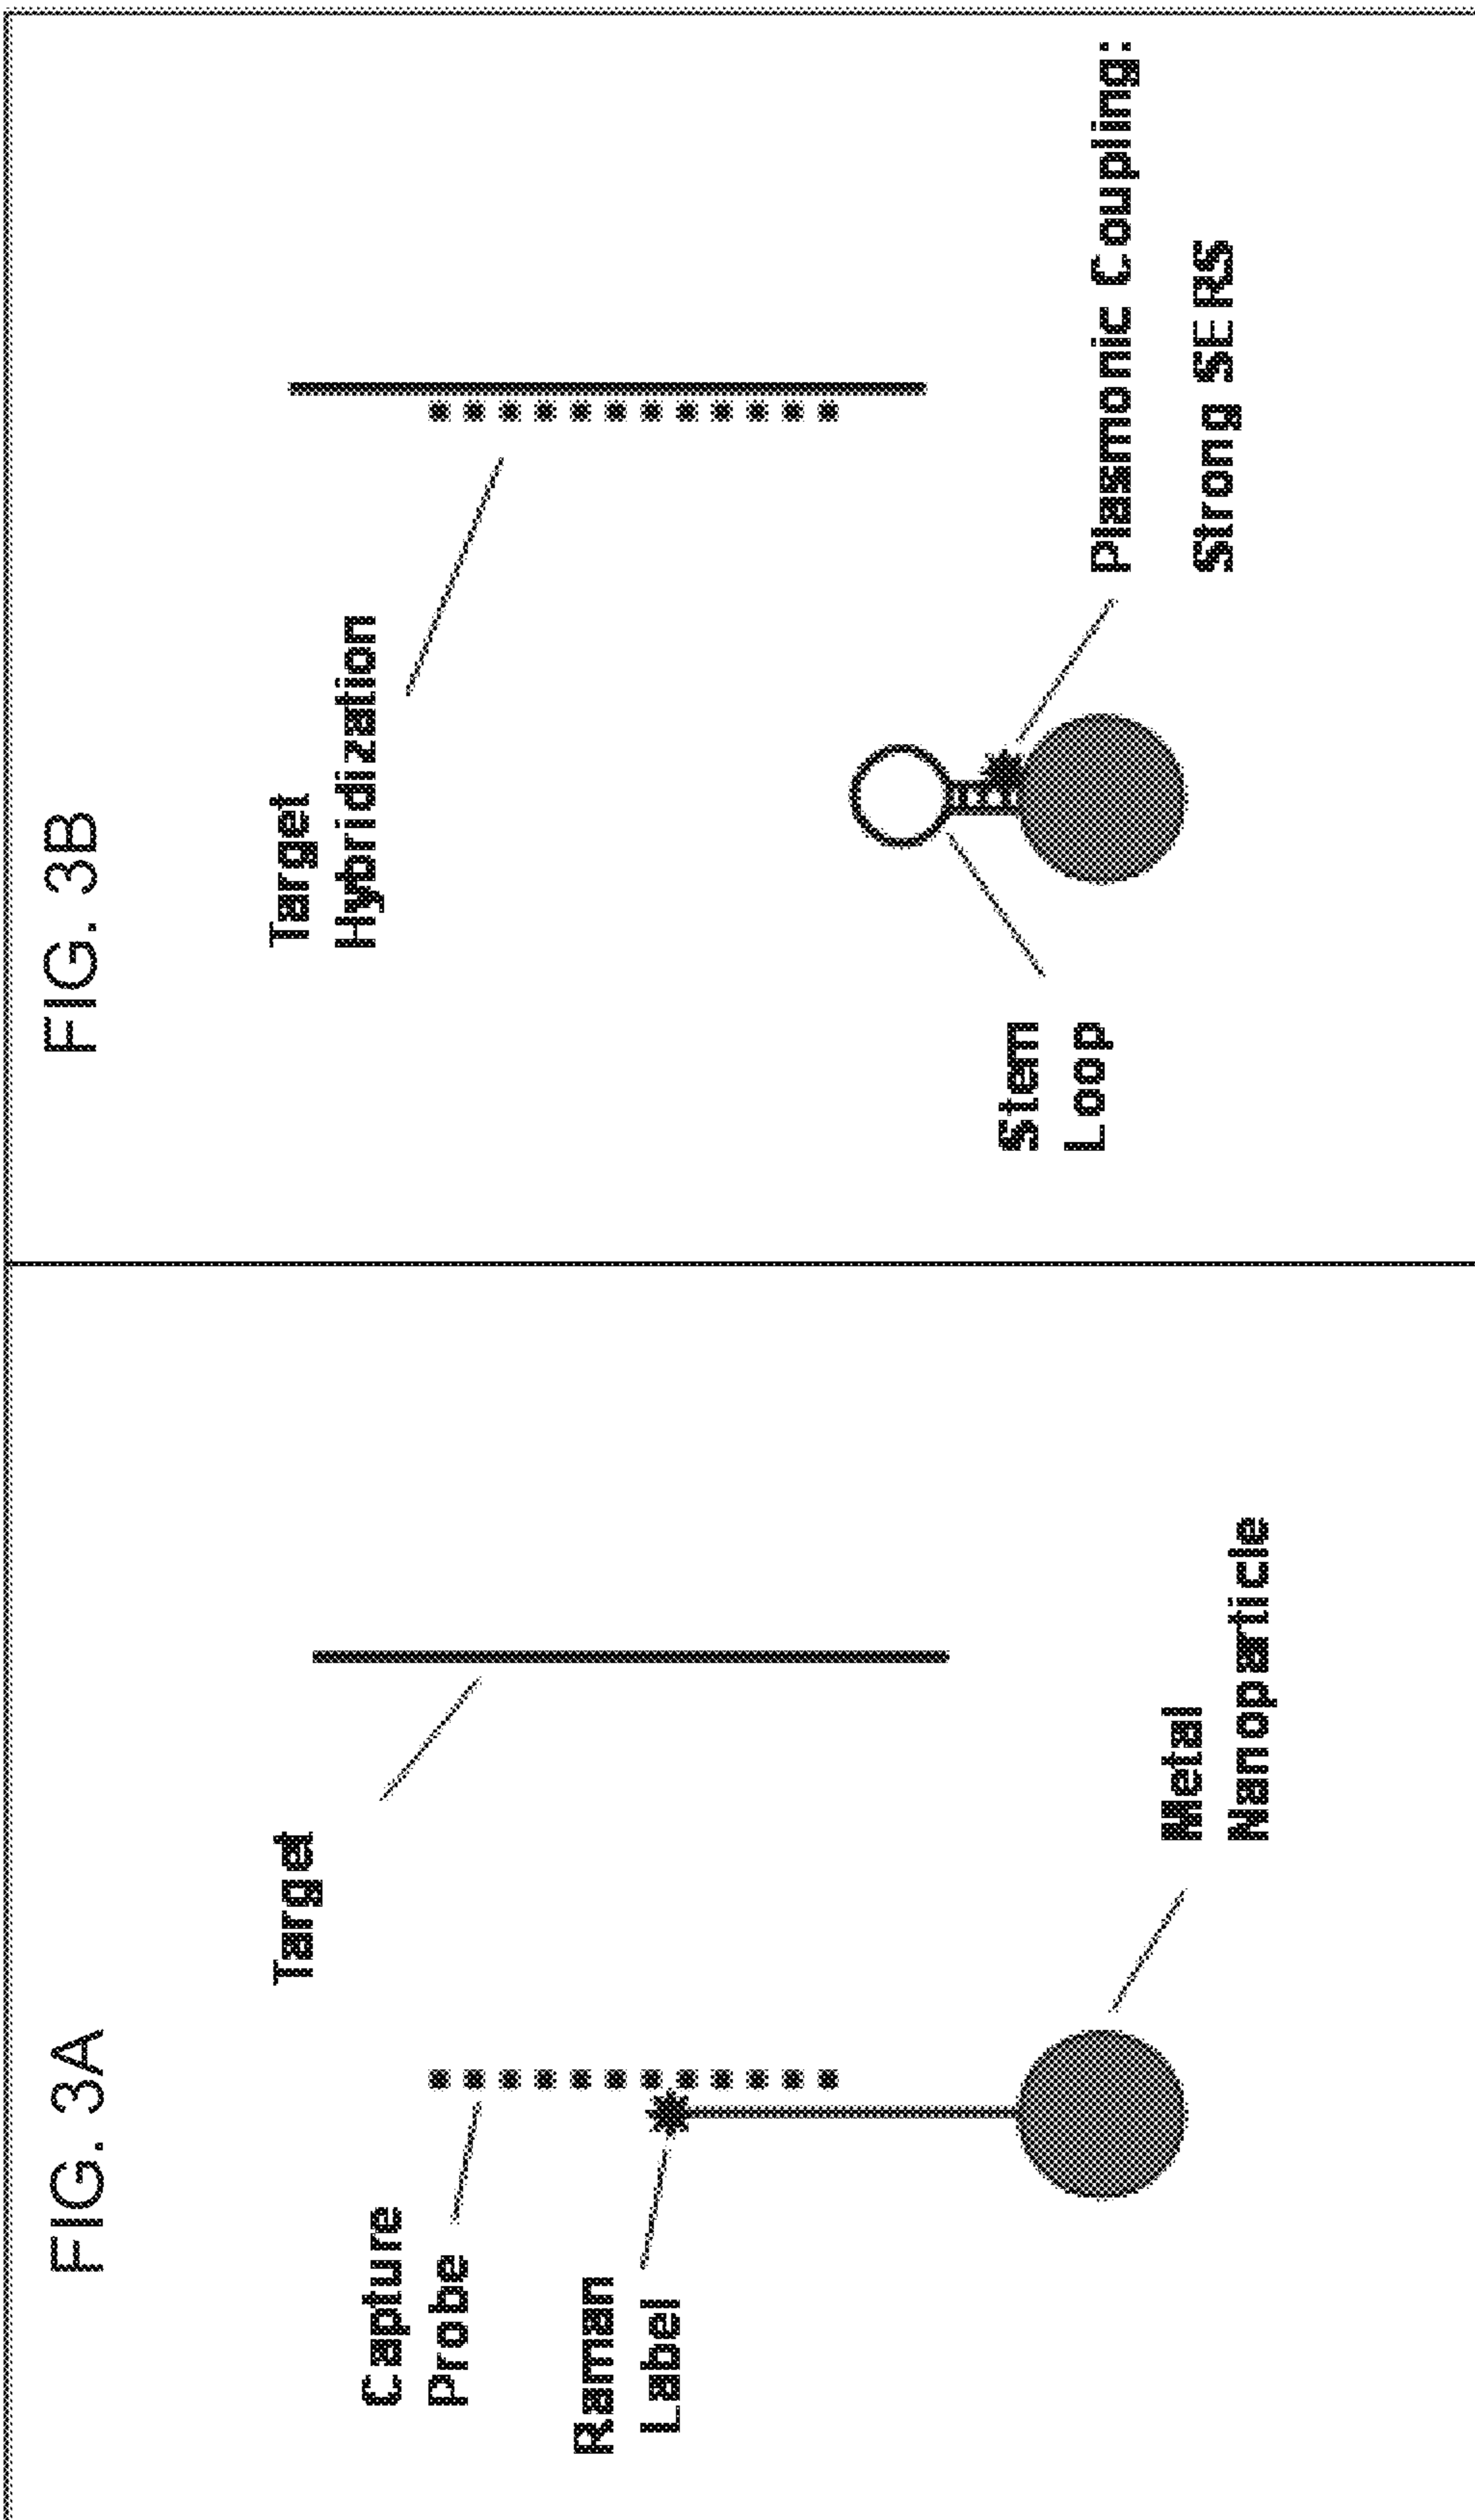 FIG. 3A
Target
Capture
Probe
Raman
Label
Metal
Nanoparticle
FIG. 3B
Target
Hybridization
Stem
Loop
Plasmonic Coupling:
Strong SERS